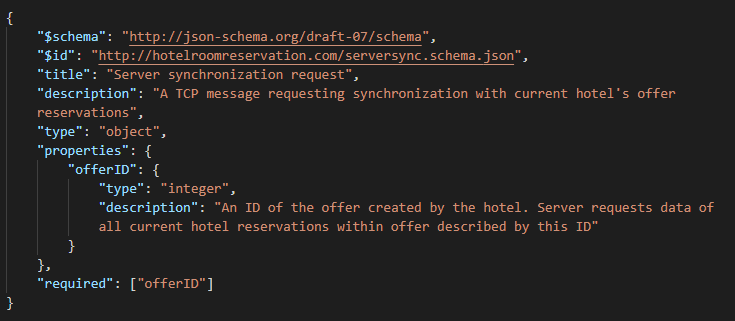 {
"$schema": "http://json-schema.org/draft-07/schema",
"$id": "http://hotelroomreservation.com/serversync.schema.json",
"title": "Server synchronization request",
"description": "A TCP message requesting synchronization with current hotel's offer
reservations",
"type": "object",
"properties": {
"offerID": {
"type": "integer",
"description": "An ID of the offer created by the hotel. Server requests data of
all current hotel reservations within offer described by this ID"
}
},
"required": ["offerID"]
}